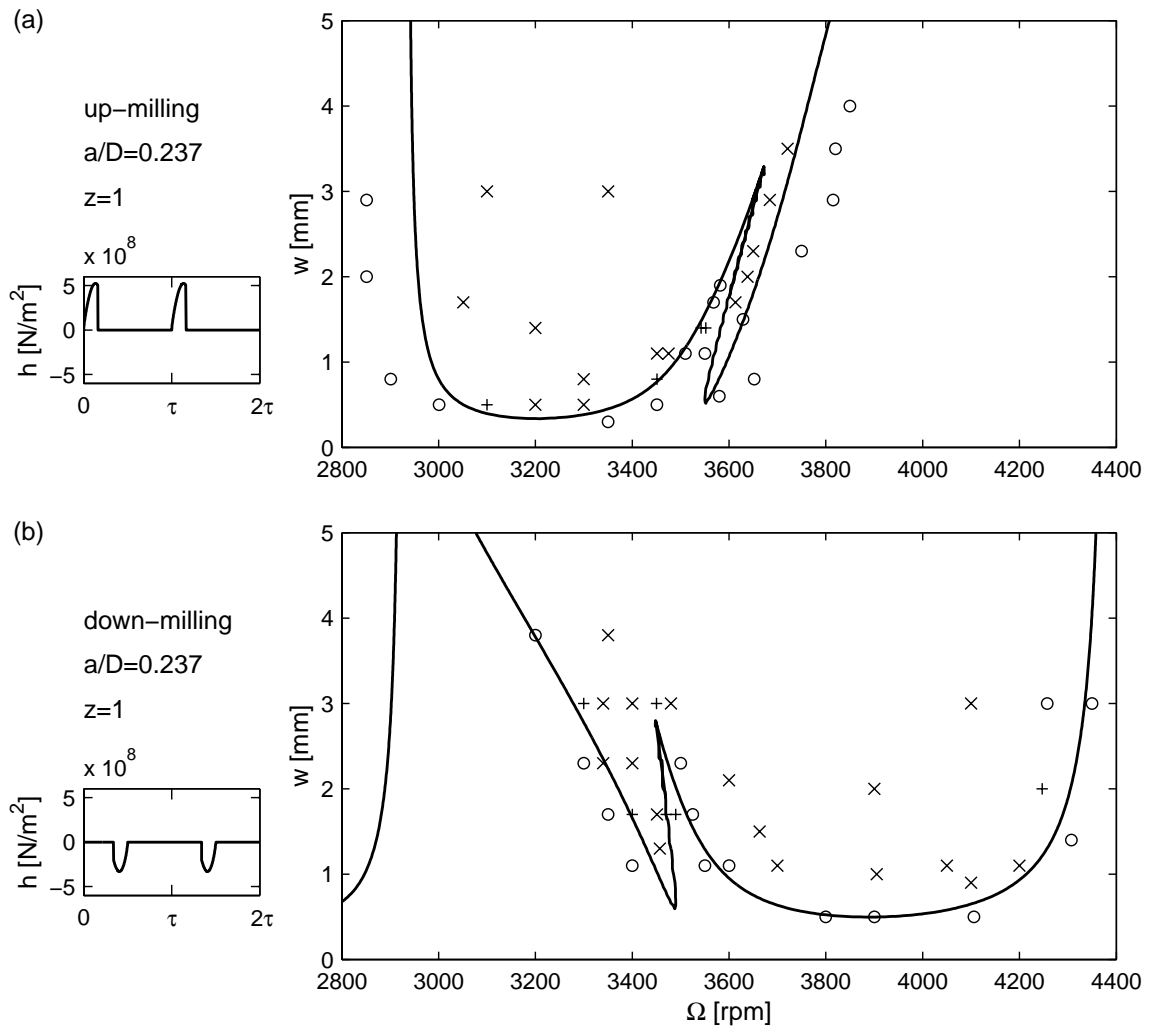 (a)
up−milling
a/D=0.237
z=1
x 10^8
5
0
−5
h [N/m^2]
0 τ 2τ
5
4
3
2
1
0
w [mm]
2800 3000 3200 3400 3600 3800 4000 4200 4400
(b)
down−milling
a/D=0.237
z=1
x 10^8
5
0
−5
h [N/m^2]
0 τ 2τ
5
4
3
2
1
0
w [mm]
2800 3000 3200 3400 3600 3800 4000 4200 4400
Ω [rpm]